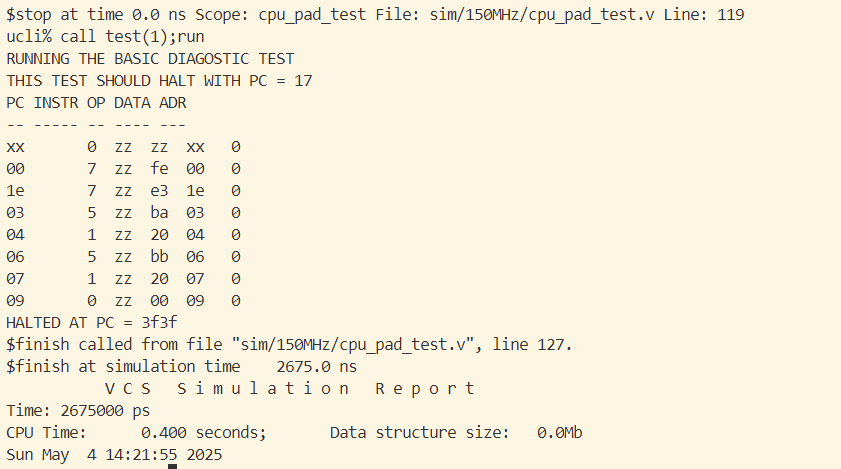 $stop at time 0.0 ns Scope: cpu_pad_test File: sim/150MHz/cpu_pad_test.v Line: 119
ucli% call test(1);run
RUNNING THE BASIC DIAGNOSTIC TEST
THIS TEST SHOULD HALT WITH PC = 17
PC INSTR OP DATA ADR
-- ----- -- ---- ---
xx       0  zz  zz  xx   0
00       7  zz  fe  00   0
1e       7  zz  e3  1e   0
03       5  zz  ba  03   0
04       1  zz  20  04   0
06       5  zz  bb  06   0
07       1  zz  20  07   0
09       0  zz  00  09   0
HALTED AT PC = 3f3f
$finish called from file "sim/150MHz/cpu_pad_test.v", line 127.
$finish at simulation time    2675.0 ns
V C S   S i m u l a t i o n   R e p o r t
Time: 2675000 ps
CPU Time:      0.400 seconds;       Data structure size:   0.0Mb
Sun May  4 14:21:55 2025